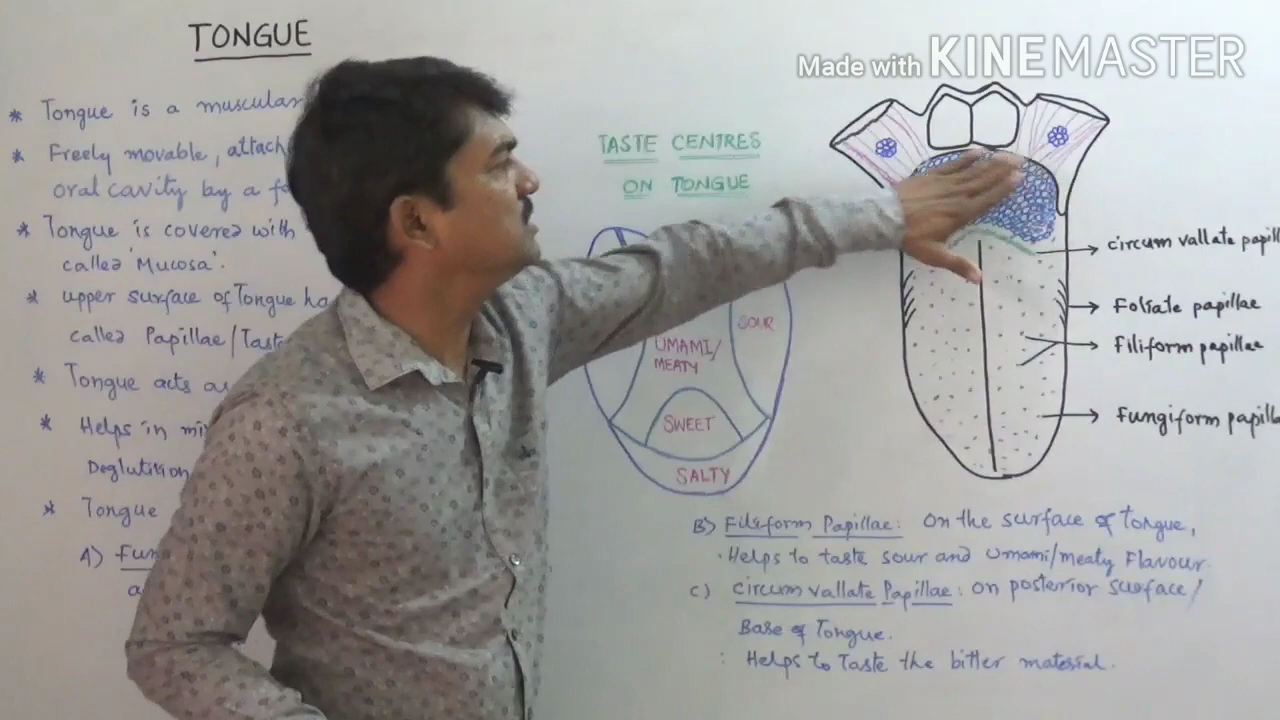 TONGUE
* Tongue is a muscular
* Freely movable, attach
oral cavity by a
* Tongue is covered with
called 'Mucosa'.
* upper surface of Tongue ha
called Papillae/Taste
* Tongue acts as
* Helps in mi
Deglutition
* Tongue
A) Fun
a
TASTE CENTRES
ON TONGUE
SOUR
UMAMI/
MEATY
SWEET
SALTY
Made with KINEMASTER
circum vallate papill
Foliate papillae
Filiform papillae
Fungiform papilla
B) Filiform Papillae: On the surface of tongue,
. Helps to taste sour and Umami/meaty Flavour.
C) circum vallate Papillae: on posterior surface/
Base of Tongue.
: Helps to Taste the bitter material.